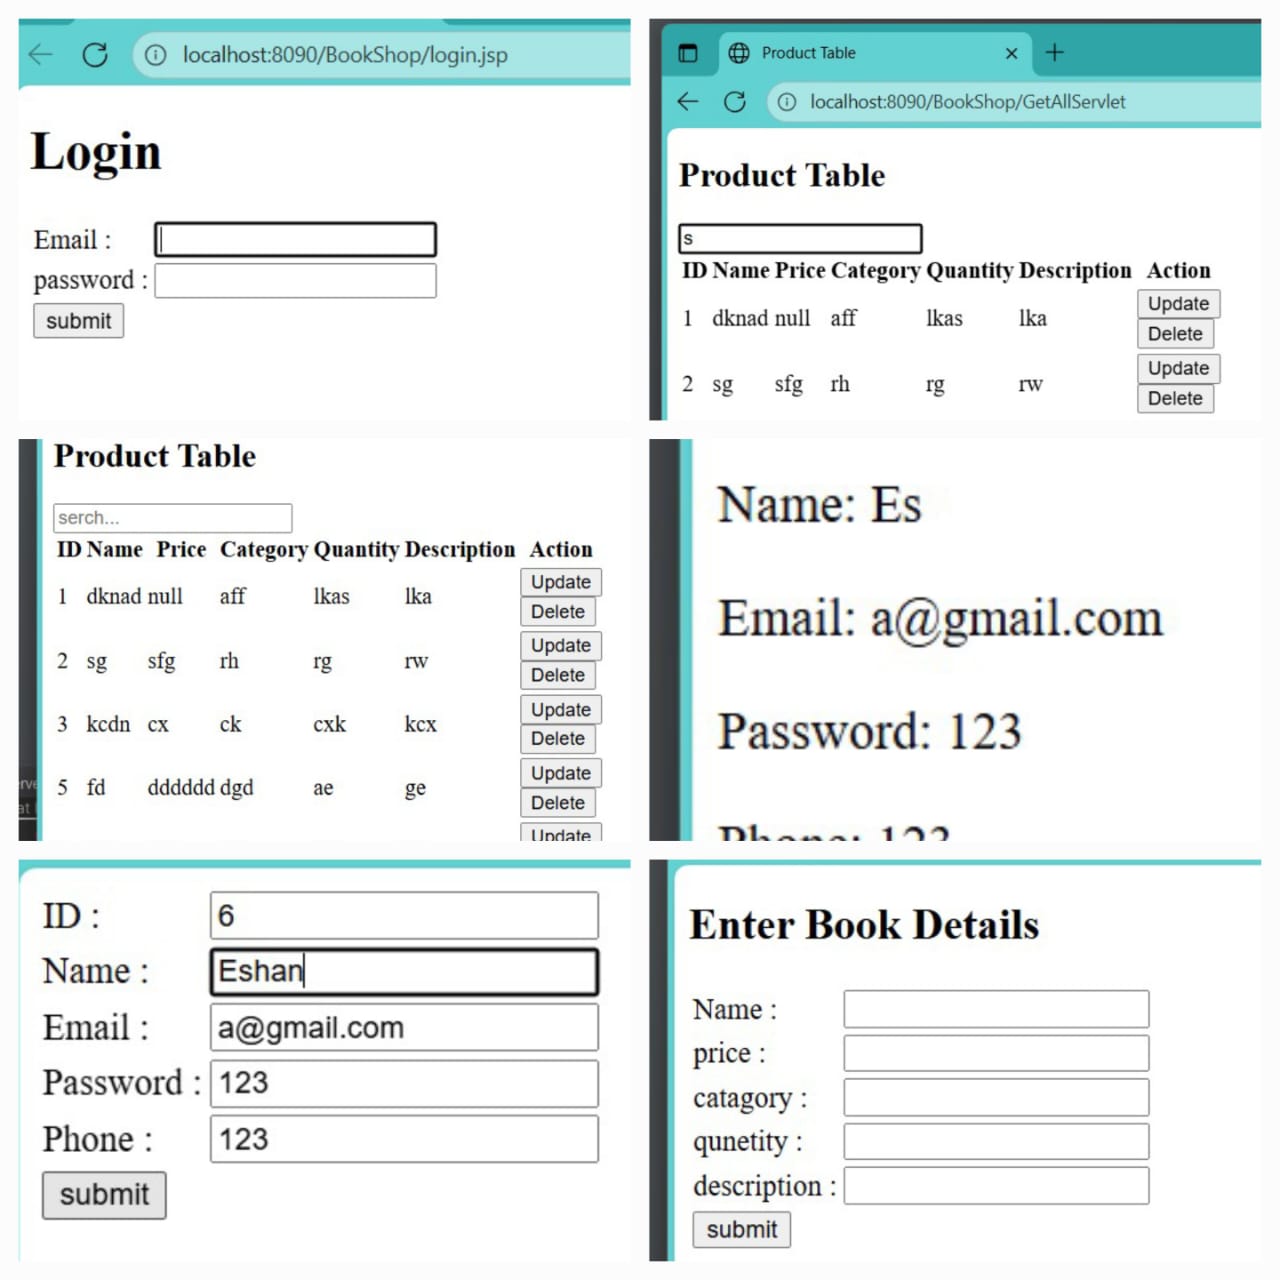 localhost:8090/BookShop/login.jsp
Login
Email :
password :
submit
Product Table
localhost:8090/BookShop/GetAllServlet
Product Table
s
ID Name Price Category Quantity Description Action
1 dknad null aff lkas lka Update
Delete
2 sg sfg rh rg rw Update
Delete
Product Table
serch...
ID Name Price Category Quantity Description Action
1 dknad null aff lkas lka Update
Delete
2 sg sfg rh rg rw Update
Delete
3 kcdn cx ck cxk kcx Update
Delete
5 fd dddddd dgd ae ge Update
Delete
Update
Name: Es
Email: a@gmail.com
Password: 123
Phone: 123
ID : 6
Name : Eshan
Email : a@gmail.com
Password : 123
Phone : 123
submit
Enter Book Details
Name :
price :
catagory :
qunetity :
description :
submit